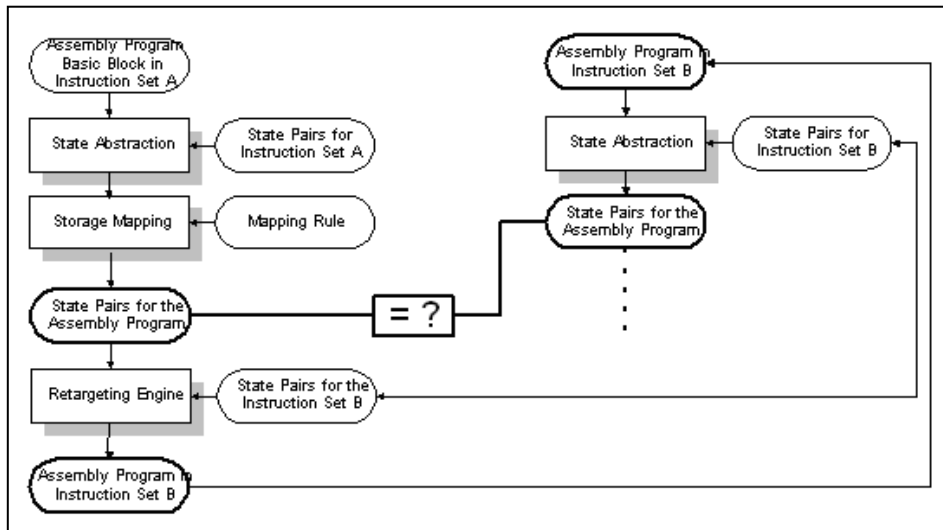 Assembly Program
Basic Block in
Instruction Set A
State Abstraction
State Pairs for
Instruction Set A
Storage Mapping
Mapping Rule
State Pairs for the
Assembly Program
Retargeting Engine
State Pairs for the
Instruction Set B
Assembly Program in
Instruction Set B
= ?
Assembly Program in
Instruction Set B
State Abstraction
State Pairs for
Instruction Set B
State Pairs for the
Assembly Program